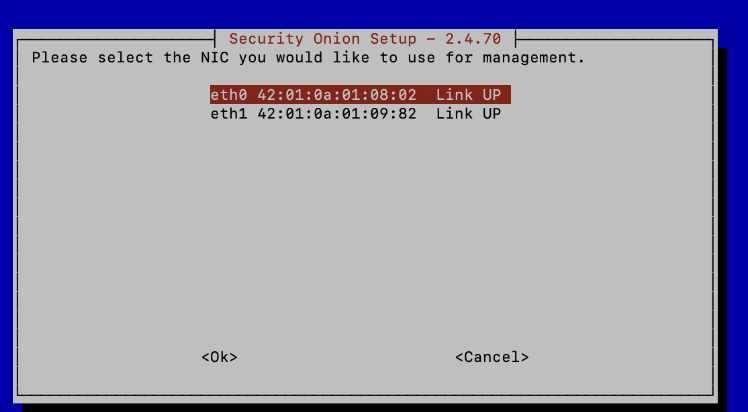 Security Onion Setup - 2.4.70
Please select the NIC you would like to use for management.
eth0 42:01:0a:01:08:02 Link UP
eth1 42:01:0a:01:09:82 Link UP
<Ok> <Cancel>